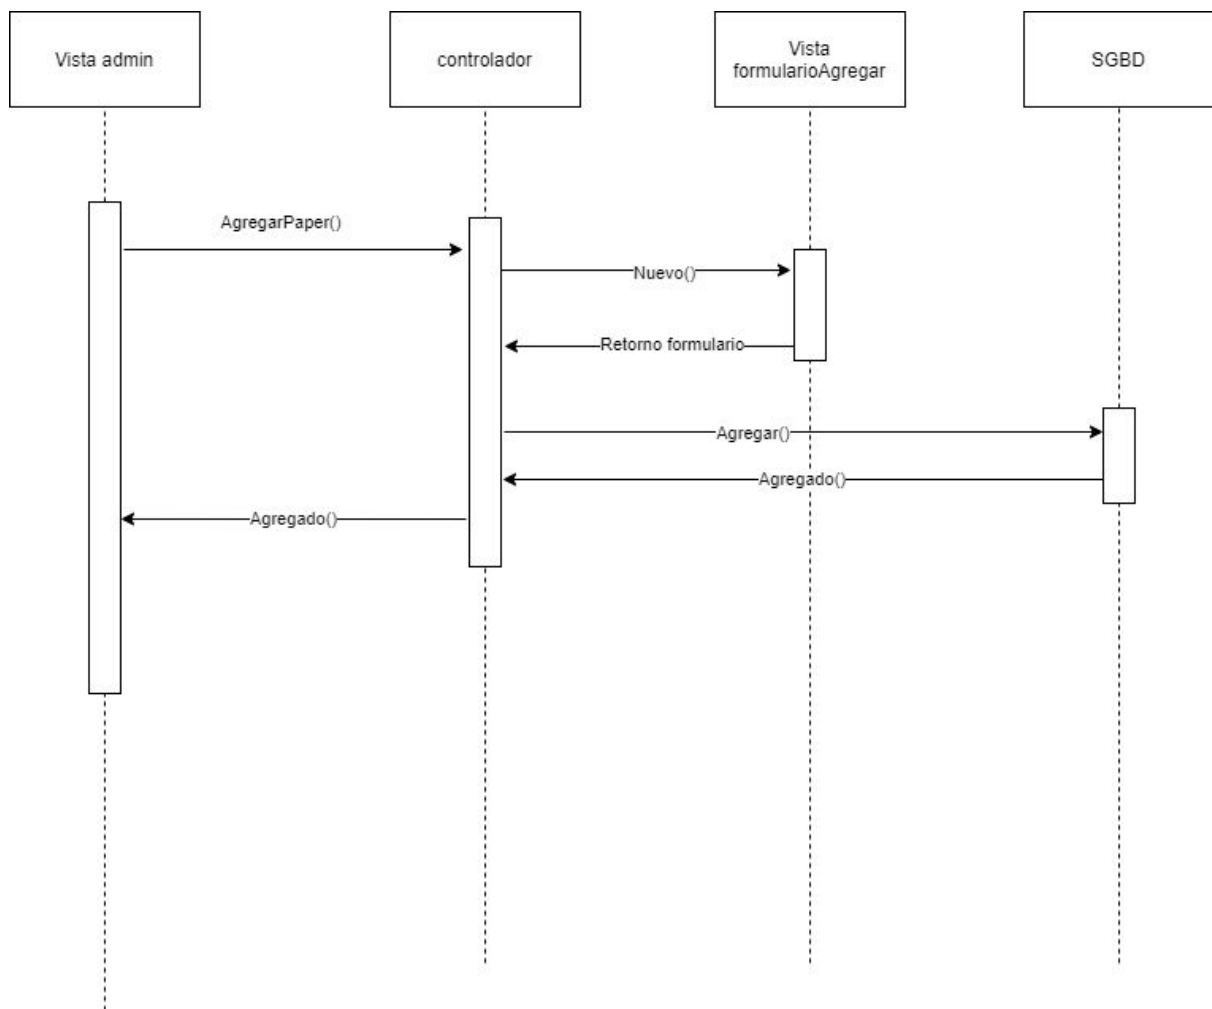 Vista admin
controlador
Vista
formularioAgregar
SGBD
AgregarPaper()
Nuevo()
Retorno formulario
Agregar()
Agregado()
Agregado()